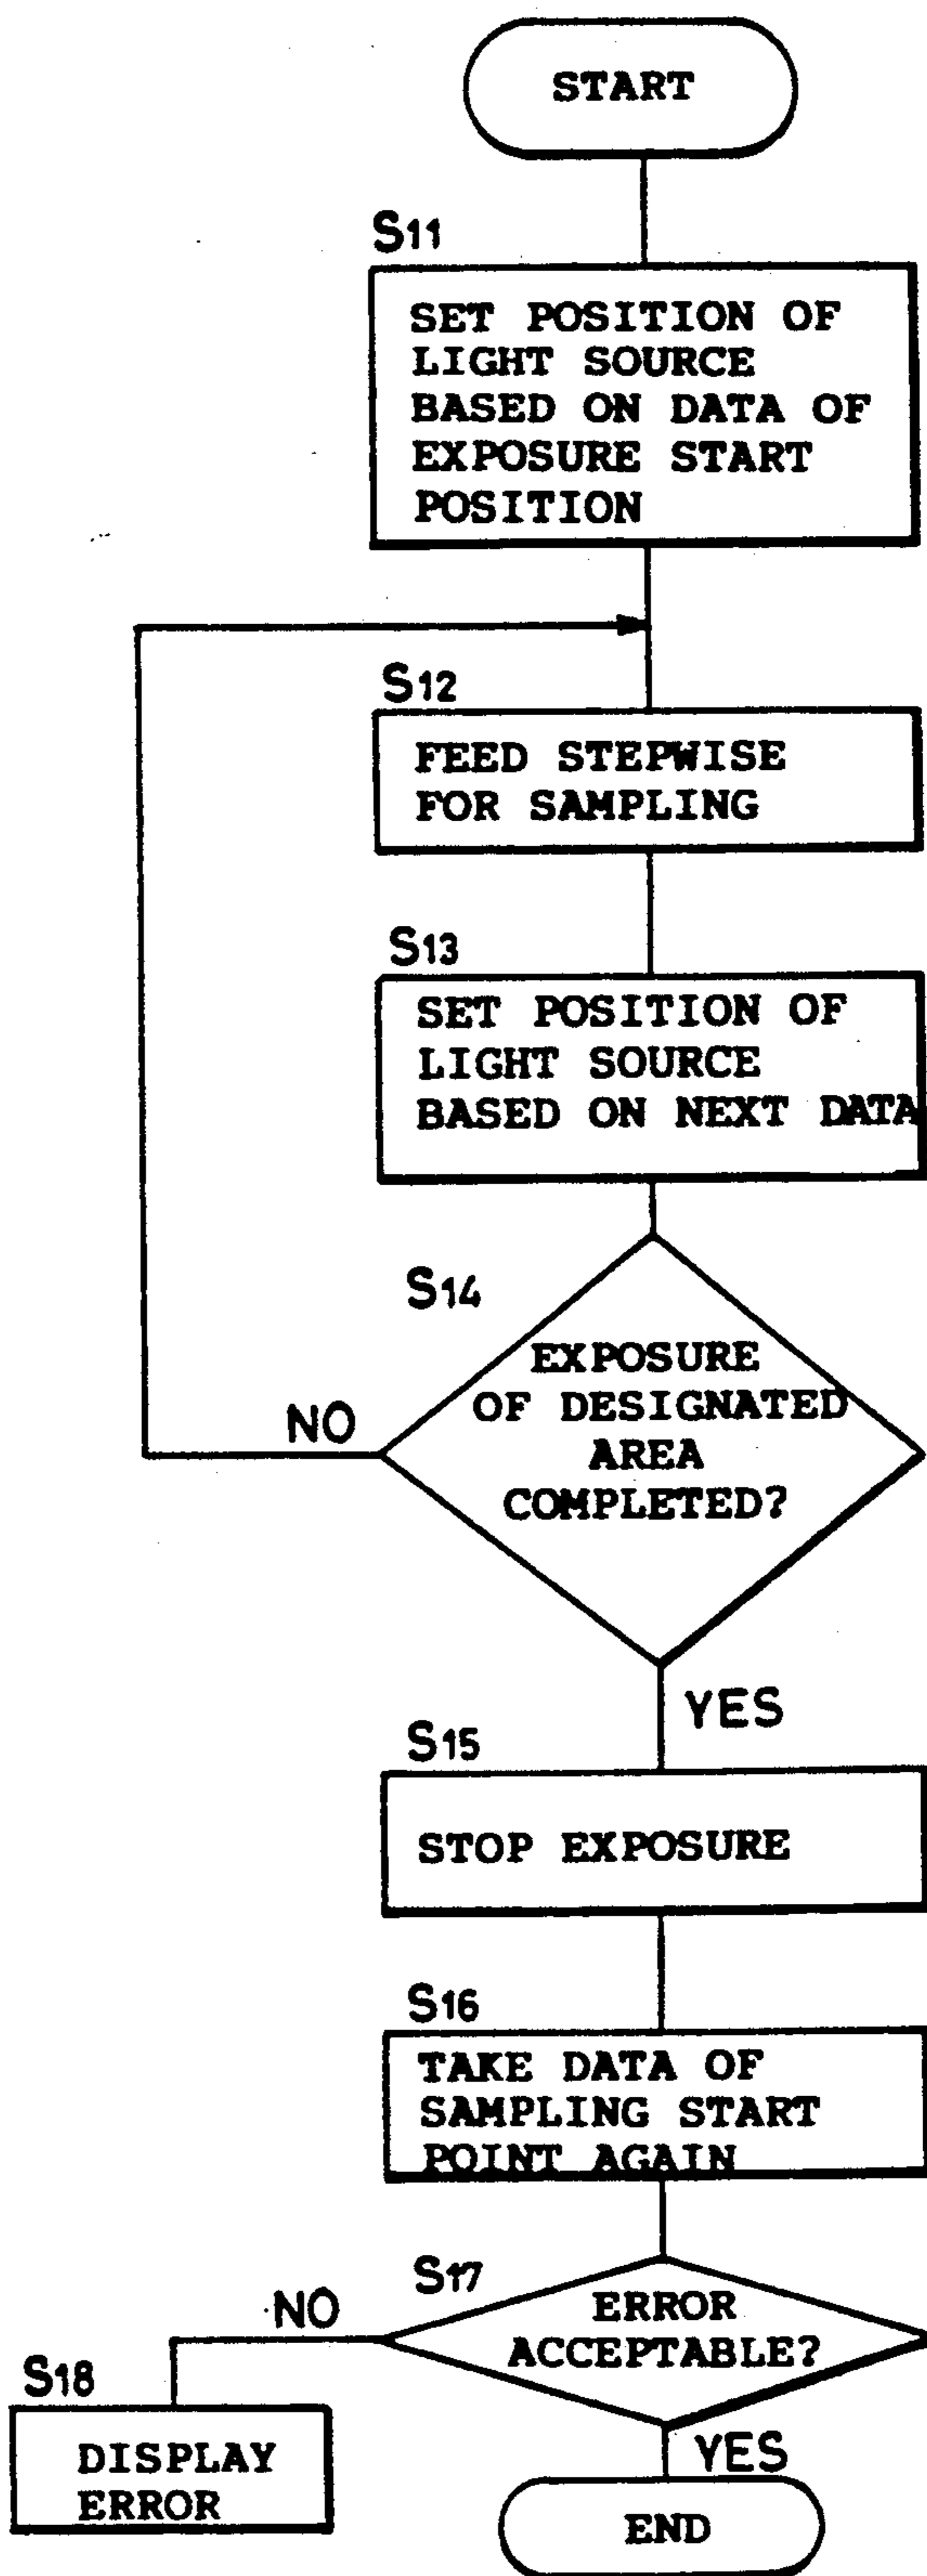 START
S11
SET POSITION OF
LIGHT SOURCE
BASED ON DATA OF
EXPOSURE START
POSITION
S12
FEED STEPWISE
FOR SAMPLING
S13
SET POSITION OF
LIGHT SOURCE
BASED ON NEXT DATA
S14
EXPOSURE
OF DESIGNATED
AREA
COMPLETED?
NO
YES
S15
STOP EXPOSURE
S16
TAKE DATA OF
SAMPLING START
POINT AGAIN
S17
ERROR
ACCEPTABLE?
NO
S18
DISPLAY
ERROR
YES
END